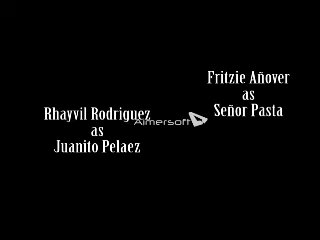 Fritzie Añover
as
Señor Pasta
Rhayvil Rodriguez
as
Juanito Pelaez
Aimersoft